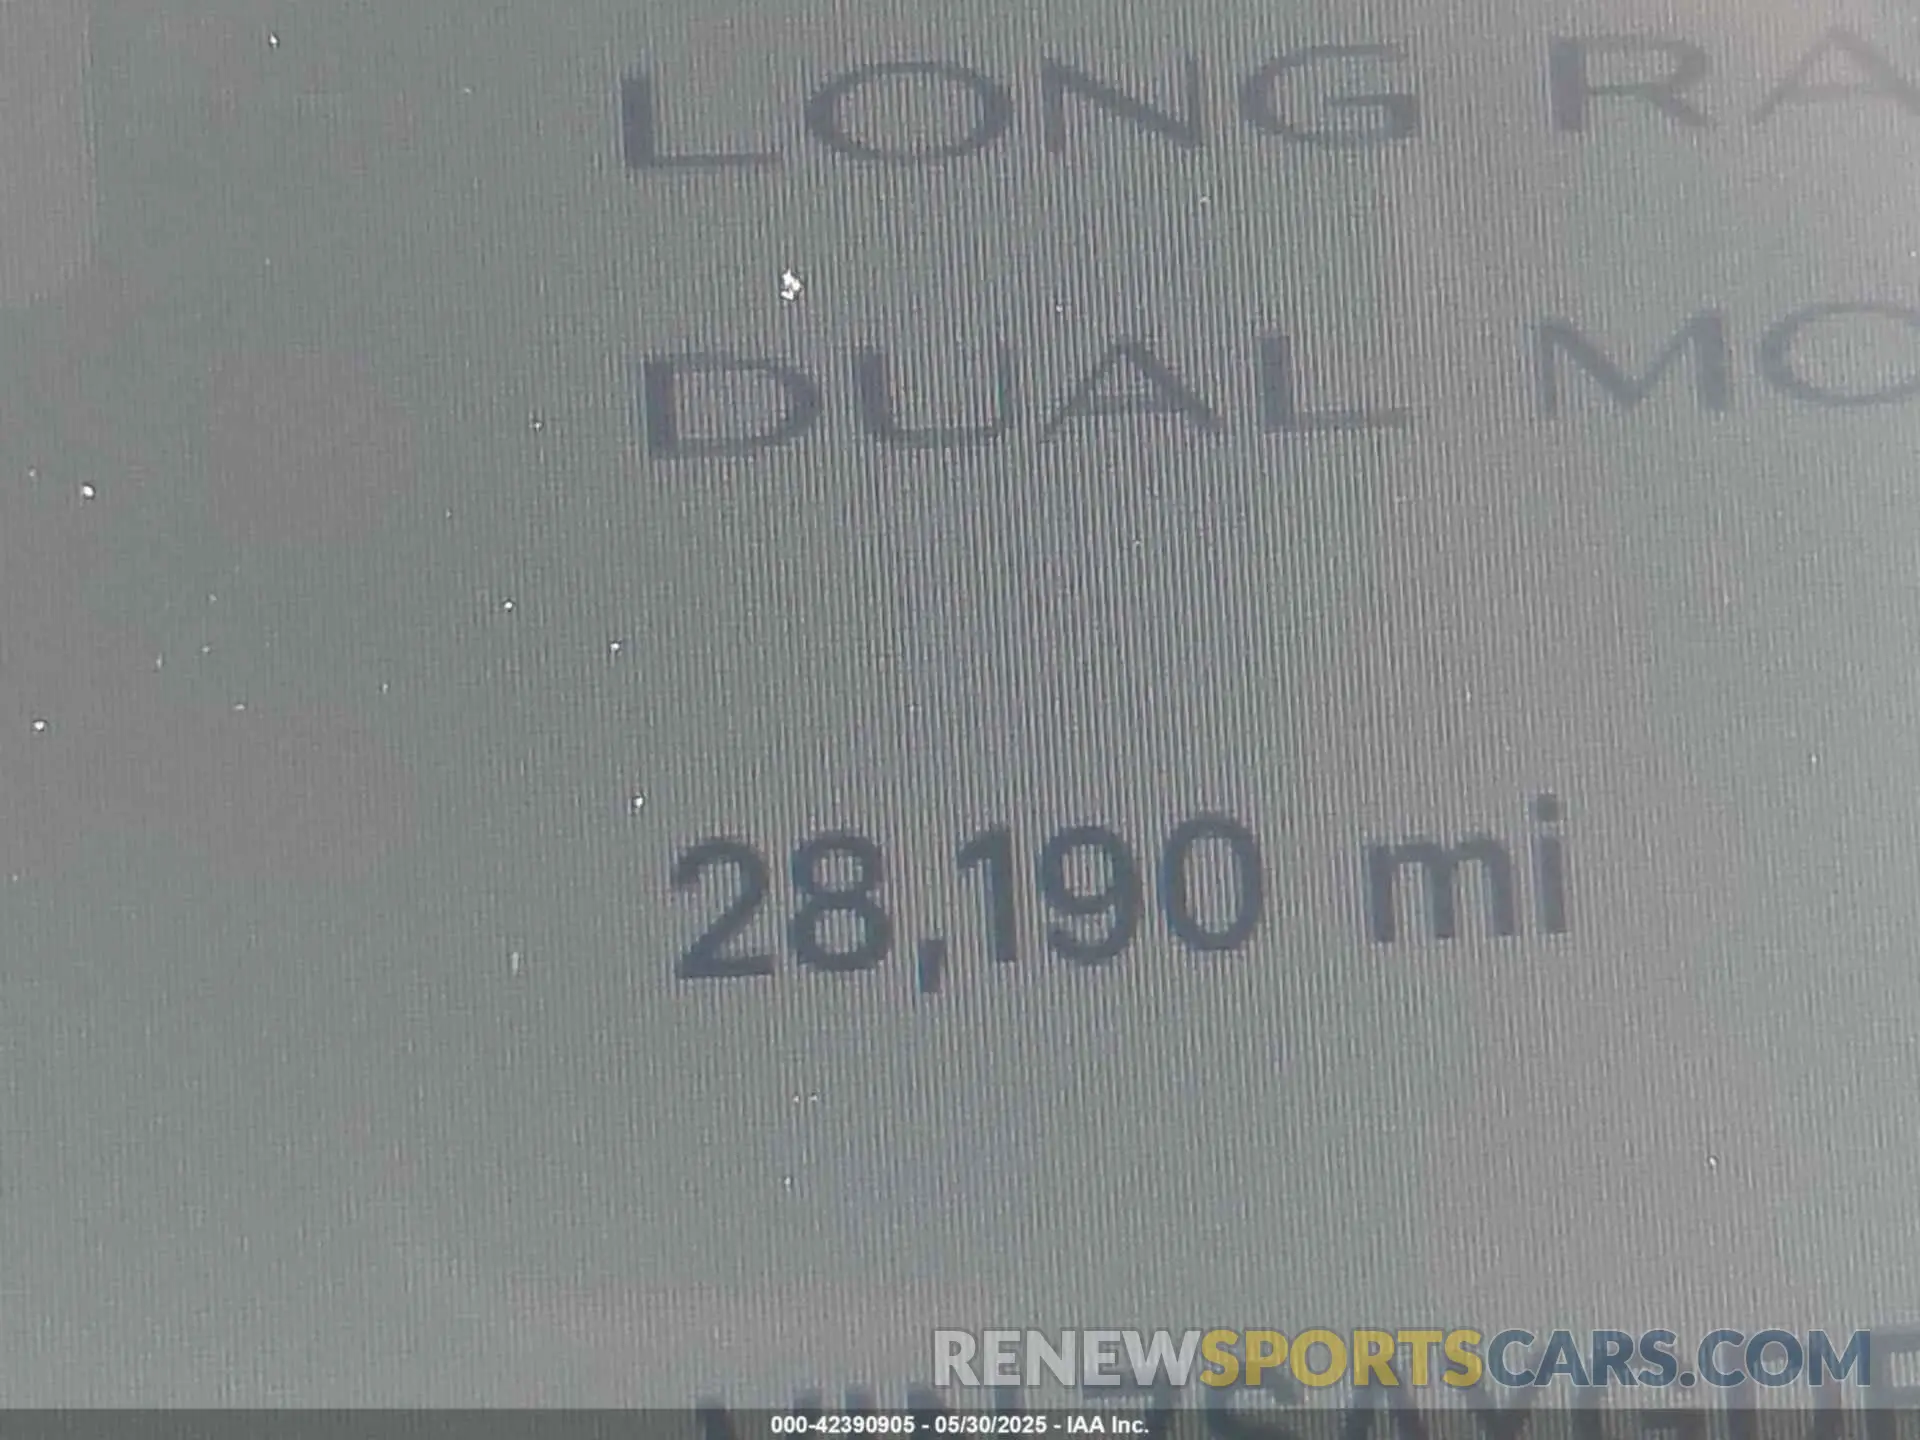 LONG RA
DUAL MO
28,190 mi
RENEWSPORTSCARS.COM
000-42390905 - 05/30/2025 - IAA Inc.